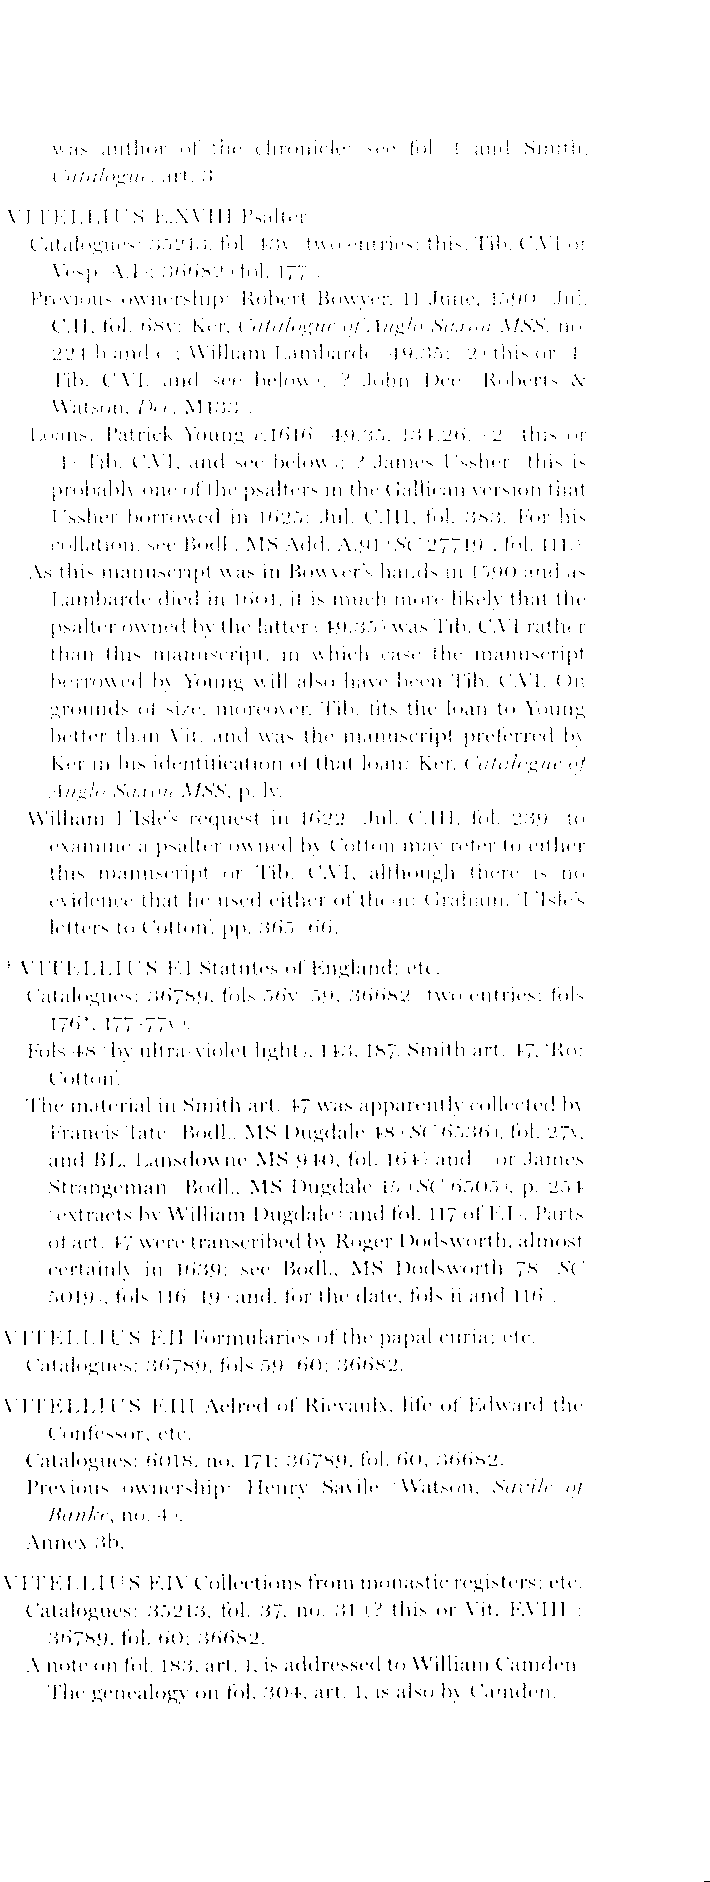 was author of the chronicle: see fol. 1 and Smith,
Catalogue, art. 3
VITELLIUS E.XVIII Psalter
Catalogues: 35213, fol. 43v (two entries: this, Tib. C.VI or
Vesp. A.I); 36682 (fol. 177).
Previous ownership: Robert Bowyer, 11 June, 1590 (Jul.
C.II, fol. 68v; Ker, Catalogue of Anglo-Saxon MSS, no.
224 b and c); William Lambarde (49.35: (2) this or (1)
Tib. C.VI, and see below); ? John Dee (Roberts &
Watson, Dee, M133).
Loans: Patrick Young c.1616 (49.35, 134.26: (2) this or
(1) Tib. C.VI, and see below); ? James Ussher (this is
probably one of the psalters in the Gallican version that
Ussher borrowed in 1625: Jul. C.III, fol. 383. For his
collation, see Bodl., MS Add. A.91 (SC 27719), fol. 111.)
As this manuscript was in Bowyer's hands in 1590 and as
Lambarde died in 1601, it is much more likely that the
psalter owned by the latter (49.35) was Tib. C.VI rather
than this manuscript, in which case the manuscript
borrowed by Young will also have been Tib. C.VI. On
grounds of size, moreover, Tib. fits the loan to Young
better than Vit. and was the manuscript preferred by
Ker in his identification of that loan: Ker, Catalogue of
Anglo-Saxon MSS, p. lv.
William L'Isle's request in 1622 (Jul. C.III, fol. 239) to
examine a psalter owned by Cotton may refer to either
this manuscript or Tib. C.VI, although there is no
evidence that he used either of them: Graham, 'L'Isle's
letters to Cotton', pp. 365–66.
* VITELLIUS F.I Statutes of England; etc.
Catalogues: 36789, fols 56v–59; 36682 (two entries: fols
176*, 177–77v).
Fols 48 (by ultra-violet light), 143, 187, Smith art. 47, 'Ro:
Cotton'.
The material in Smith art. 47 was apparently collected by
Francis Tate (Bodl., MS Dugdale 48 (SC 6536), fol. 27v,
and BL, Lansdowne MS 940, fol. 164) and / or James
Strangeman (Bodl., MS Dugdale 15 (SC 6505), p. 254
(extracts by William Dugdale) and fol. 117 of F.I). Parts
of art. 47 were transcribed by Roger Dodsworth, almost
certainly in 1639: see Bodl., MS Dodsworth 78 (SC
5019), fols 116–19 (and, for the date, fols ii and 116).
VITELLIUS F.II Formularies of the papal curia; etc.
Catalogues: 36789, fols 59–60; 36682.
VITELLIUS F.III Aelred of Rievaulx, life of Edward the
Confessor, etc.
Catalogues: 6018, no. 171; 36789, fol. 60; 36682.
Previous ownership: Henry Savile (Watson, Savile of
Banke, no. 4).
Annex 3b.
VITELLIUS F.IV Collections from monastic registers; etc.
Catalogues: 35213, fol. 37, no. 31 (? this or Vit. F.VIII);
36789, fol. 60; 36682.
A note on fol. 183, art. 1, is addressed to William Camden.
The genealogy on fol. 304, art. 1, is also by Camden.